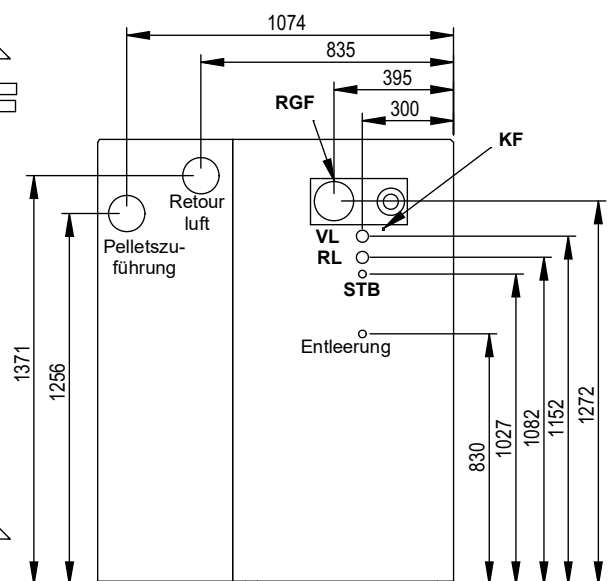 1074
835
395
RGF
300
KF
Retour
luft
Pelletszu-
führung
VL
RL
STB
Entleerung
1371
1256
830
1027
1082
1152
1272